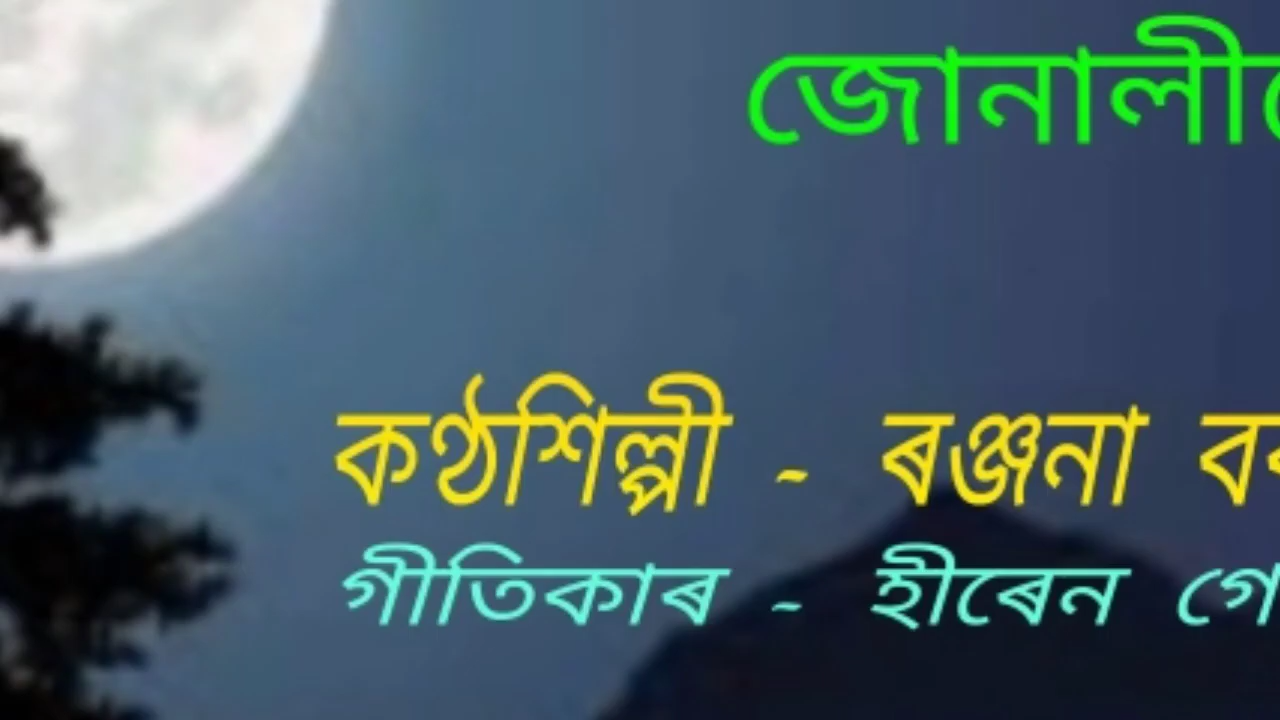 জোনালী
কণ্ঠশিল্পী - ৰঞ্জনা
গীতিকাৰ - হীৰেন